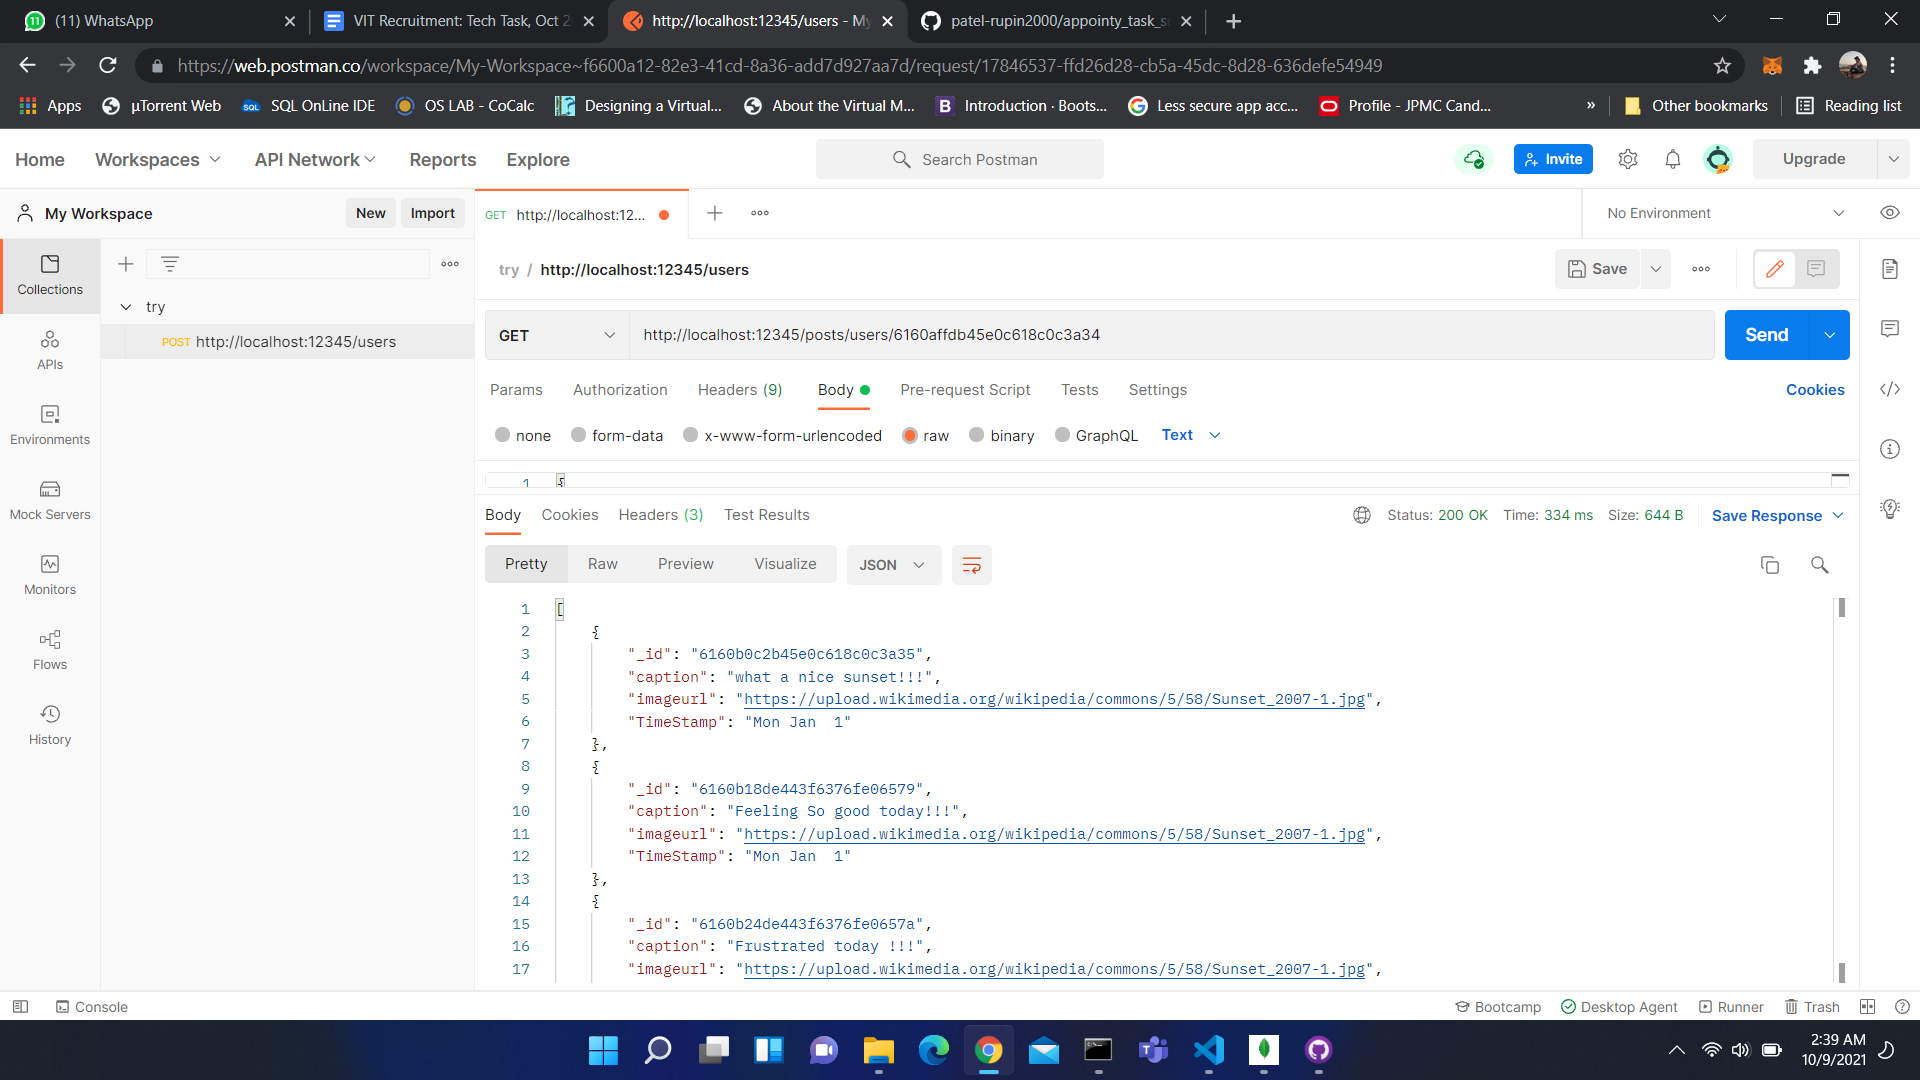 (11) WhatsApp
VIT Recruitment: Tech Task, Oct 2
http://localhost:12345/users - My
patel-rupin2000/appointy_task_s
https://web.postman.co/workspace/My-Workspace~f6600a12-82e3-41cd-8a36-add7d927aa7d/request/17846537-ffd26d28-cb5a-45dc-8d28-636defe54949
Apps µTorrent Web SQL OnLine IDE OS LAB - CoCalc Designing a Virtual... About the Virtual M... Introduction · Boots... Less secure app acc... Profile - JPMC Cand... » Other bookmarks Reading list
Home Workspaces API Network Reports Explore Search Postman Invite Upgrade
My Workspace New Import
GET http://localhost:12... No Environment
Collections
APIs
Environments
Mock Servers
Monitors
Flows
History
try
POST http://localhost:12345/users
try / http://localhost:12345/users Save
GET http://localhost:12345/posts/users/6160affdb45e0c618c0c3a34 Send
Params Authorization Headers (9) Body Pre-request Script Tests Settings Cookies
none form-data x-www-form-urlencoded raw binary GraphQL Text
1 {
Body Cookies Headers (3) Test Results Status: 200 OK Time: 334 ms Size: 644 B Save Response
Pretty Raw Preview Visualize JSON
1 [
2 {
3 "_id": "6160b0c2b45e0c618c0c3a35",
4 "caption": "what a nice sunset!!!",
5 "imageurl": "https://upload.wikimedia.org/wikipedia/commons/5/58/Sunset_2007-1.jpg",
6 "TimeStamp": "Mon Jan  1"
7 },
8 {
9 "_id": "6160b18de443f6376fe06579",
10 "caption": "Feeling So good today!!!",
11 "imageurl": "https://upload.wikimedia.org/wikipedia/commons/5/58/Sunset_2007-1.jpg",
12 "TimeStamp": "Mon Jan  1"
13 },
14 {
15 "_id": "6160b24de443f6376fe0657a",
16 "caption": "Frustrated today !!!",
17 "imageurl": "https://upload.wikimedia.org/wikipedia/commons/5/58/Sunset_2007-1.jpg",
Console Bootcamp Desktop Agent Runner Trash
2:39 AM
10/9/2021